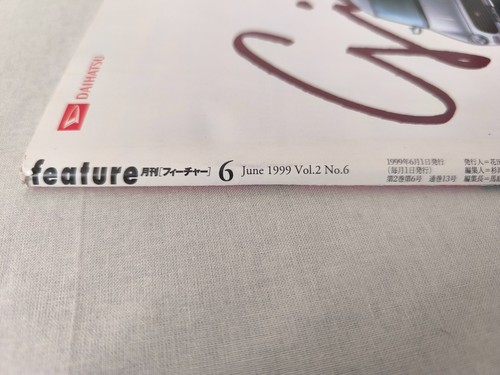 DAIHATSU
feature 月刊[フィーチャー] 6 June 1999 Vol.2 No.6
1999年6月1日発行
(毎月1日発行)
第2巻第6号 通巻13号
発行人=花
編集人=杉
編集長=